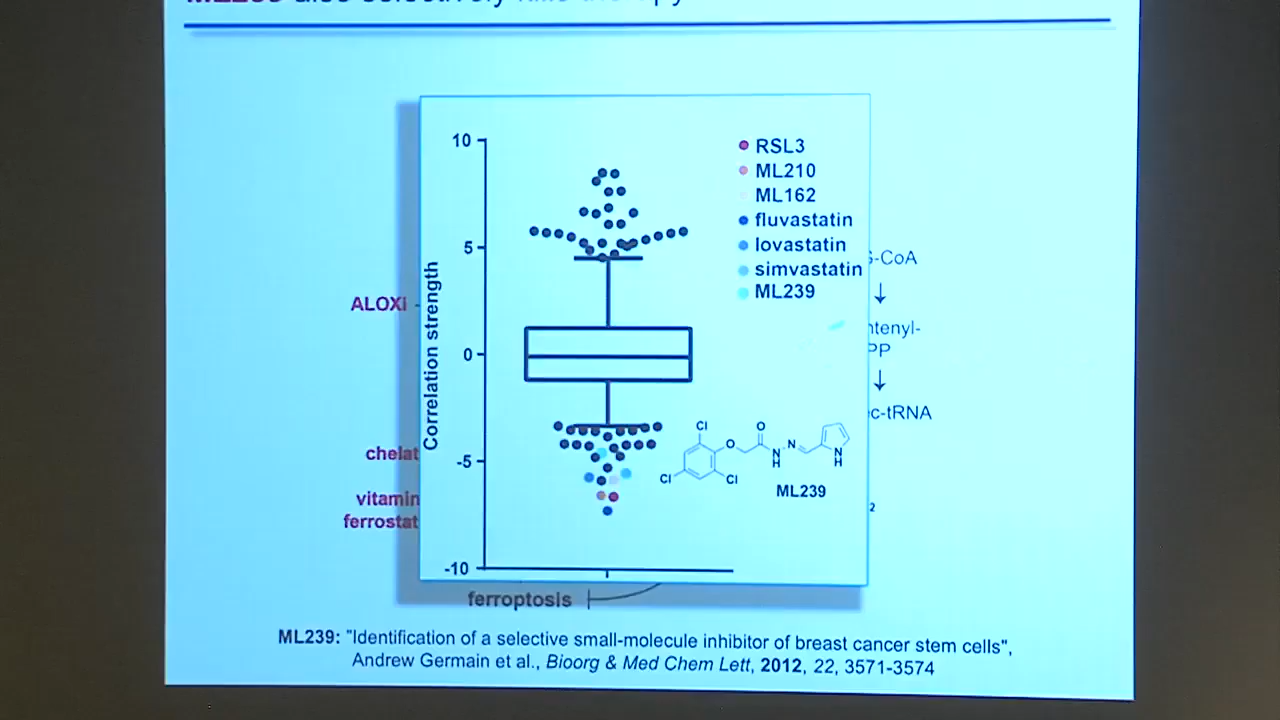 also selectively
10
5
0
-5
-10
Correlation strength
RSL3
ML210
ML162
fluvastatin
lovastatin
simvastatin
ML239
Cl
O
O
N
H
N
N
H
Cl
Cl
ML239
ALOXi
chelat
vitamin
ferrostat
-CoA
ntenyl-
PP
c-tRNA
2
ferroptosis
ML239: "Identification of a selective small-molecule inhibitor of breast cancer stem cells",
Andrew Germain et al., Bioorg & Med Chem Lett, 2012, 22, 3571-3574